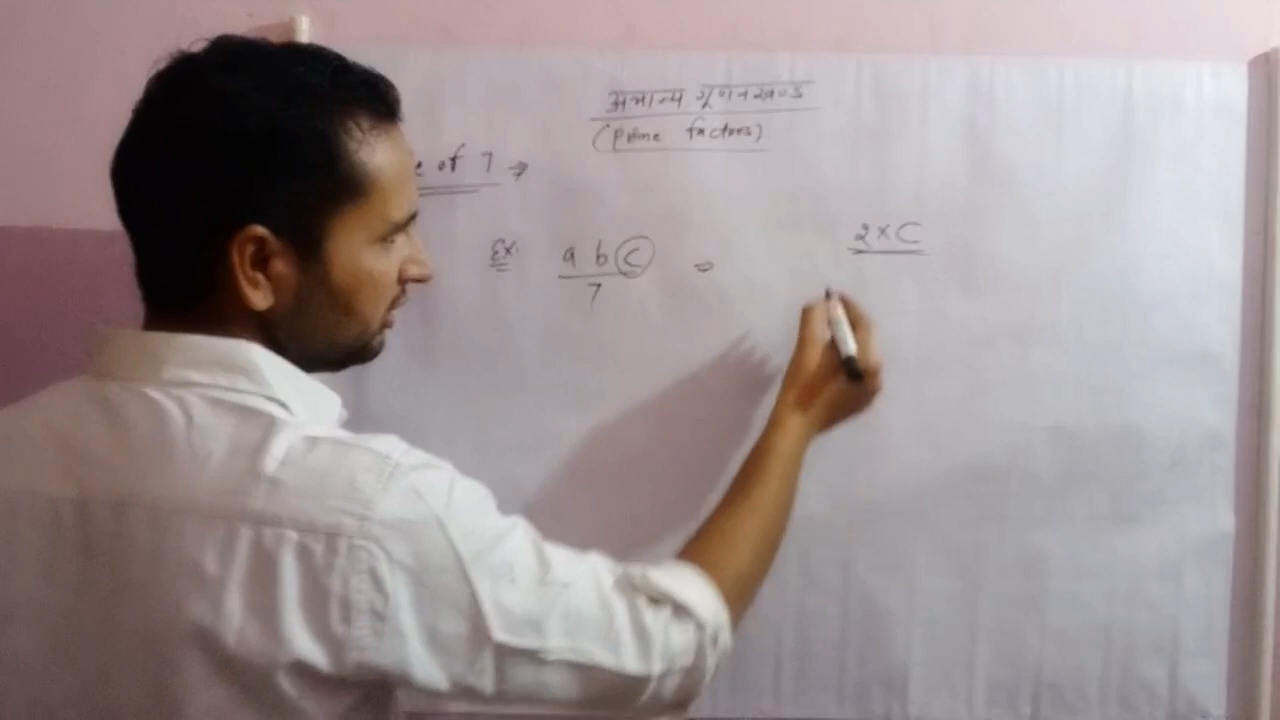 अभाज्य गुणनखण्ड
(Prime factors)
e of 7 ⇒
Ex. a b c =
7
2 × C